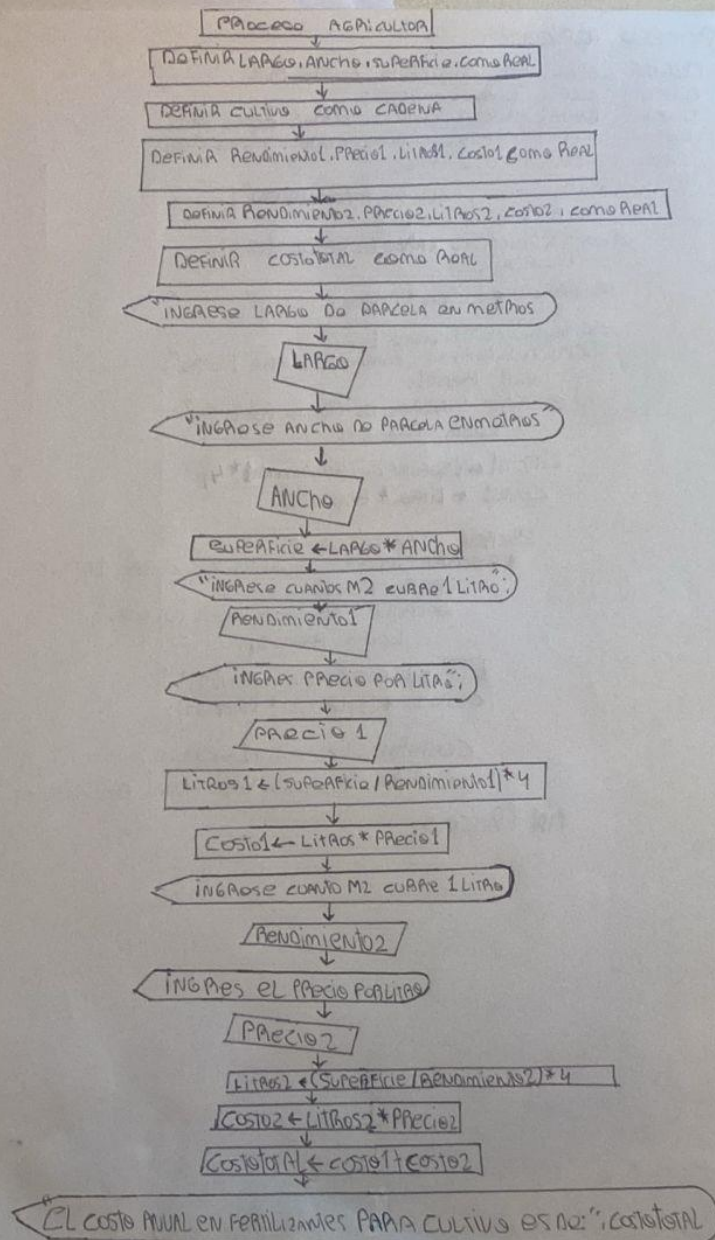 PROCESO AGRICULTOR
DEFINIR LARGO, ANCHO, SUPERFICIE, COMO REAL
DEFINIR CULTIVO COMO CADENA
DEFINIR RENDIMIENTO1, PRECIO1, LITROS1, COSTO1 COMO REAL
DEFINIR RENDIMIENTO2, PRECIO2, LITROS2, COSTO2, COMO REAL
DEFINIR COSTOTOTAL COMO REAL
"INGRESE LARGO DE PARCELA EN METROS
LARGO
"INGRESE ANCHO DE PARCELA EN METROS"
ANCHO
SUPERFICIE ← LARGO * ANCHO
"INGRESE CUANTOS M2 CUBRE 1 LITRO";
RENDIMIENTO1
INGRES PRECIO POR LITRO";
PRECIO 1
LITROS 1 ← (SUPERFICIE / RENDIMIENTO1) * 4
COSTO1 ← LITROS * PRECIO1
INGRESE CUANTO M2 CUBRE 1 LITRO
RENDIMIENTO2
INGRES EL PRECIO POR LITRO
PRECIO 2
LITROS2 ← (SUPERFICIE / RENDIMIENTO2) * 4
COSTO2 ← LITROS2 * PRECIO2
COSTOTOTAL ← COSTO1 + COSTO2
"EL COSTO ANUAL EN FERTILIZANTES PARA CULTIVO ES DE:", COSTOTOTAL